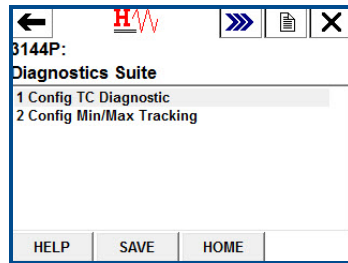 H
3144P:
Diagnostics Suite
1 Config TC Diagnostic
2 Config Min/Max Tracking
HELP SAVE HOME